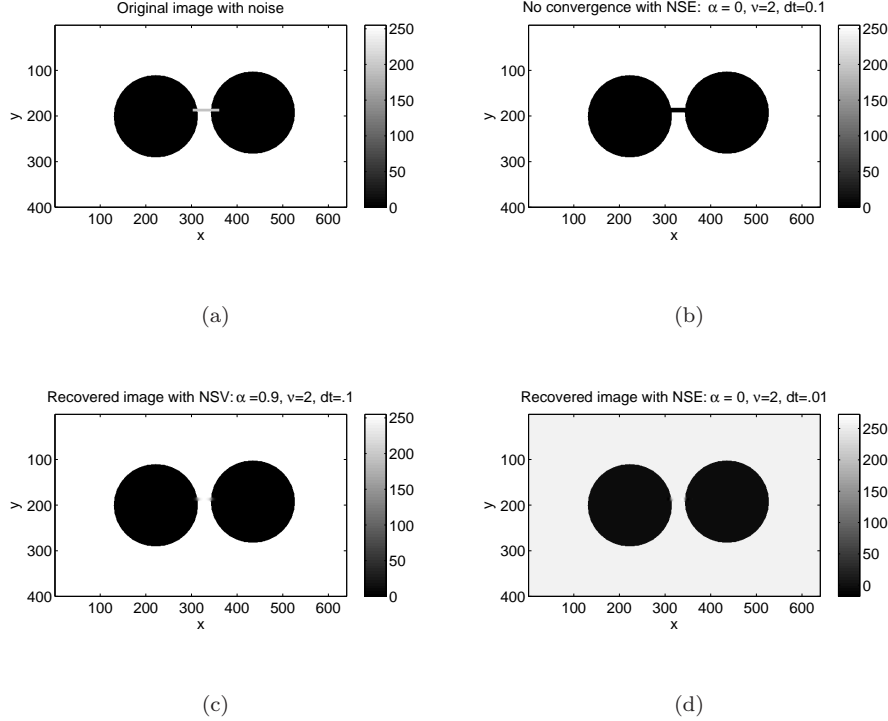 Original image with noise
y
100
200
300
400
100 200 300 400 500 600
x
250
200
150
100
50
0
(a)
No convergence with NSE: α = 0, ν=2, dt=0.1
y
100
200
300
400
100 200 300 400 500 600
x
250
200
150
100
50
0
(b)
Recovered image with NSV: α =0.9, ν=2, dt=.1
y
100
200
300
400
100 200 300 400 500 600
x
250
200
150
100
50
0
(c)
Recovered image with NSE: α = 0, ν=2, dt=.01
y
100
200
300
400
100 200 300 400 500 600
x
250
200
150
100
50
0
(d)